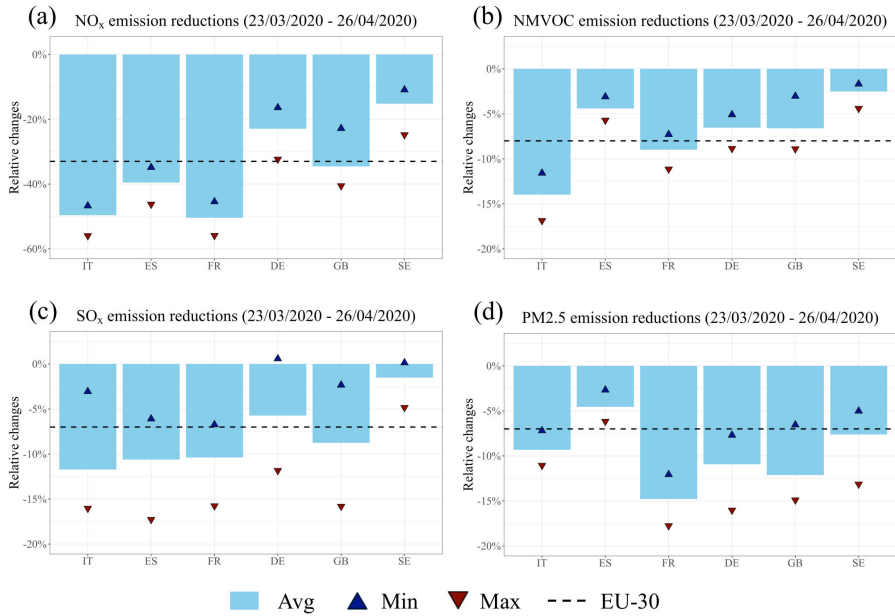 (a)
NOₓ emission reductions (23/03/2020 - 26/04/2020)
Relative changes
0%
-20%
-40%
-60%
IT ES FR DE GB SE
(b)
NMVOC emission reductions (23/03/2020 - 26/04/2020)
Relative changes
0%
-5%
-10%
-15%
-20%
IT ES FR DE GB SE
(c)
SOₓ emission reductions (23/03/2020 - 26/04/2020)
Relative changes
0%
-5%
-10%
-15%
-20%
IT ES FR DE GB SE
(d)
PM2.5 emission reductions (23/03/2020 - 26/04/2020)
Relative changes
0%
-5%
-10%
-15%
-20%
IT ES FR DE GB SE
Avg Min Max EU-30